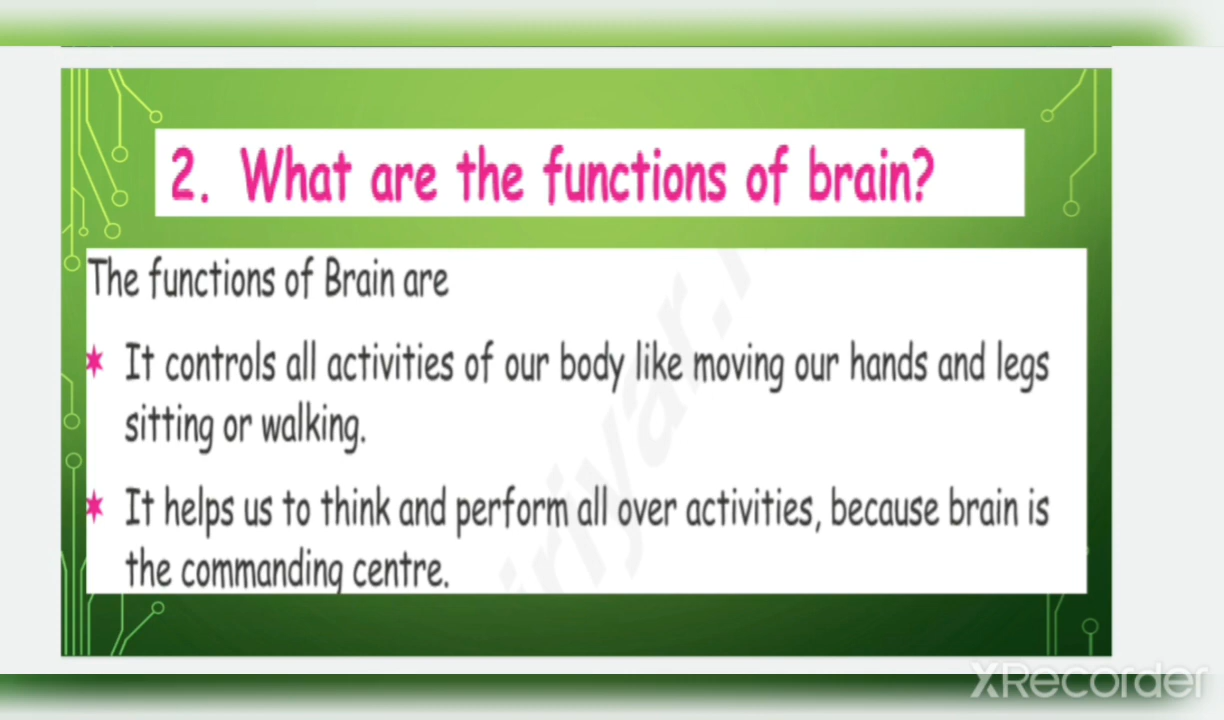 2. What are the functions of brain?
The functions of Brain are
It controls all activities of our body like moving our hands and legs
sitting or walking.
It helps us to think and perform all over activities, because brain is
the commanding centre.
XRecorder